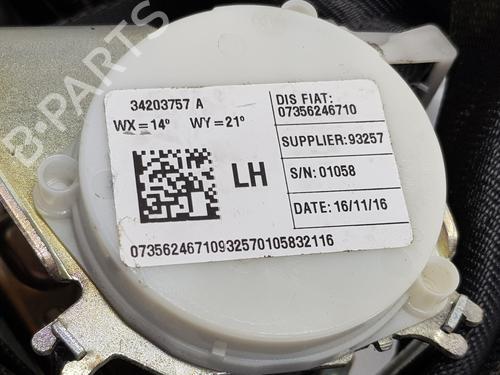 34203757 A
WX=14° WY=21°
LH
DIS FIAT:
07356246710
SUPPLIER:93257
S/N: 01058
DATE: 16/11/16
07356246710932570105832116
B-PARTS